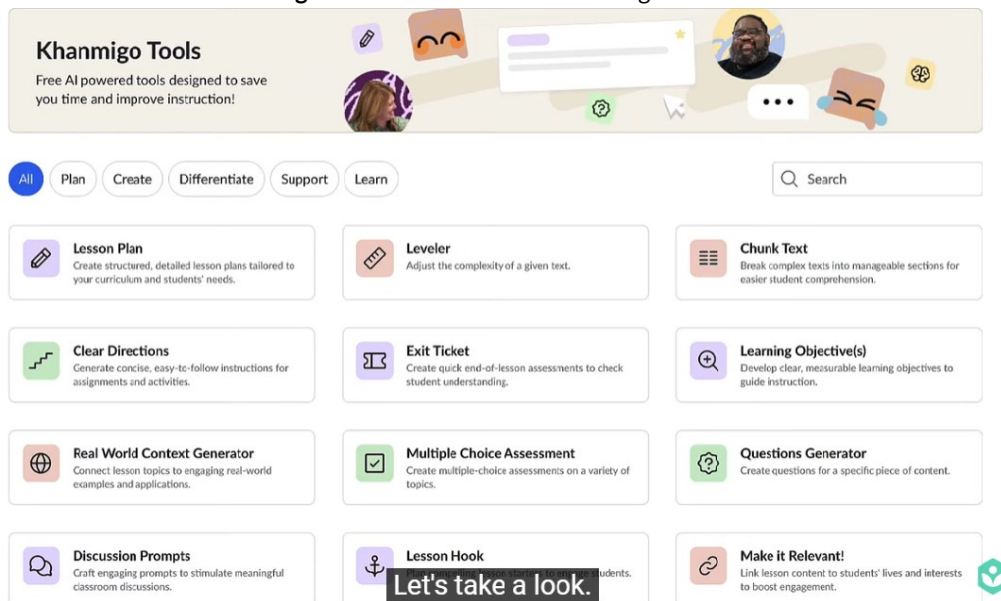 Khanmigo Tools
Free AI powered tools designed to save
you time and improve instruction!
All Plan Create Differentiate Support Learn
Search
Lesson Plan
Create structured, detailed lesson plans tailored to
your curriculum and students' needs.
Leveler
Adjust the complexity of a given text.
Chunk Text
Break complex texts into manageable sections for
easier student comprehension.
Clear Directions
Generate concise, easy-to-follow instructions for
assignments and activities.
Exit Ticket
Create quick end-of-lesson assessments to check
student understanding.
Learning Objective(s)
Develop clear, measurable learning objectives to
guide instruction.
Real World Context Generator
Connect lesson topics to engaging real-world
examples and applications.
Multiple Choice Assessment
Create multiple-choice assessments on a variety of
topics.
Questions Generator
Create questions for a specific piece of content.
Discussion Prompts
Craft engaging prompts to stimulate meaningful
classroom discussions.
Lesson Hook
students.
Make it Relevant!
Link lesson content to students' lives and interests
to boost engagement.
Let's take a look.